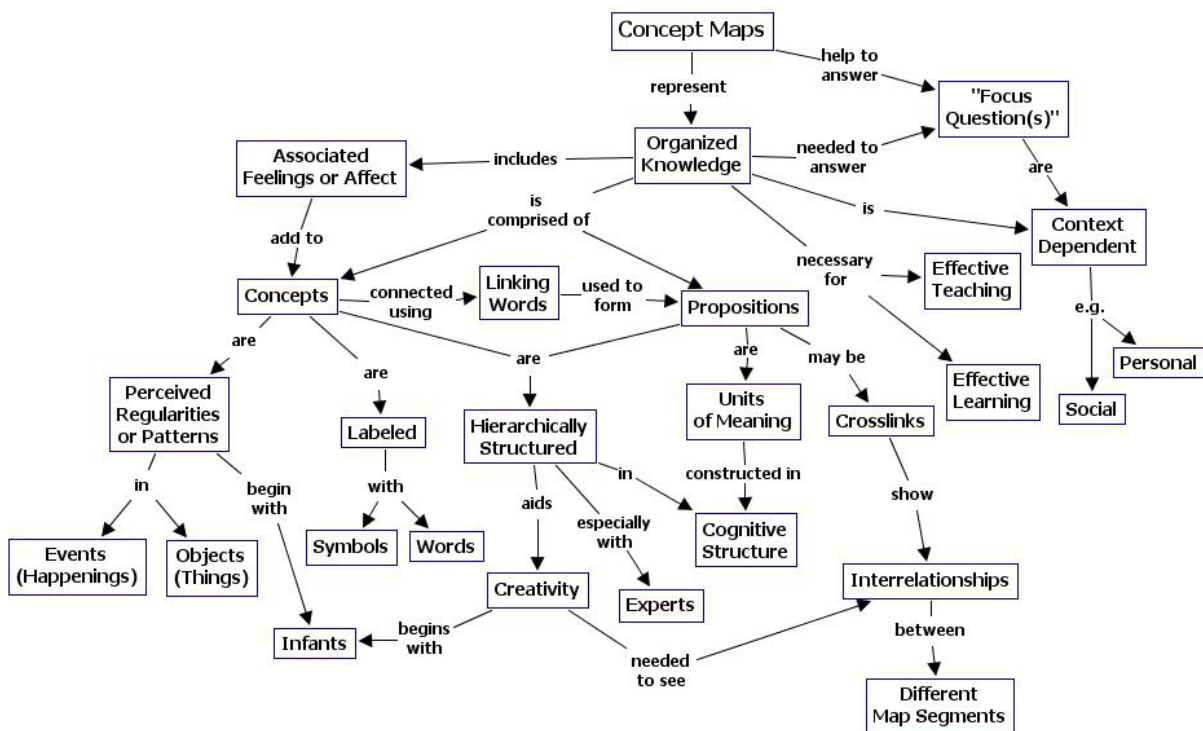 Concept Maps
help to
answer
represent
"Focus
Question(s)"
Organized
Knowledge
needed to
answer
Associated
Feelings or Affect
includes
are
is
comprised of
is
Context
Dependent
add to
necessary
for
Effective
Teaching
Concepts
connected
using
Linking
Words
used to
form
Propositions
e.g.
are
are
are
are
may be
Personal
Perceived
Regularities
or Patterns
Labeled
Hierarchically
Structured
Units
of Meaning
Crosslinks
Effective
Learning
Social
in
begin
with
with
aids
in
constructed in
show
especially
with
Events
(Happenings)
Objects
(Things)
Symbols
Words
Cognitive
Structure
Creativity
Experts
Interrelationships
Infants
begins
with
needed
to see
between
Different
Map Segments